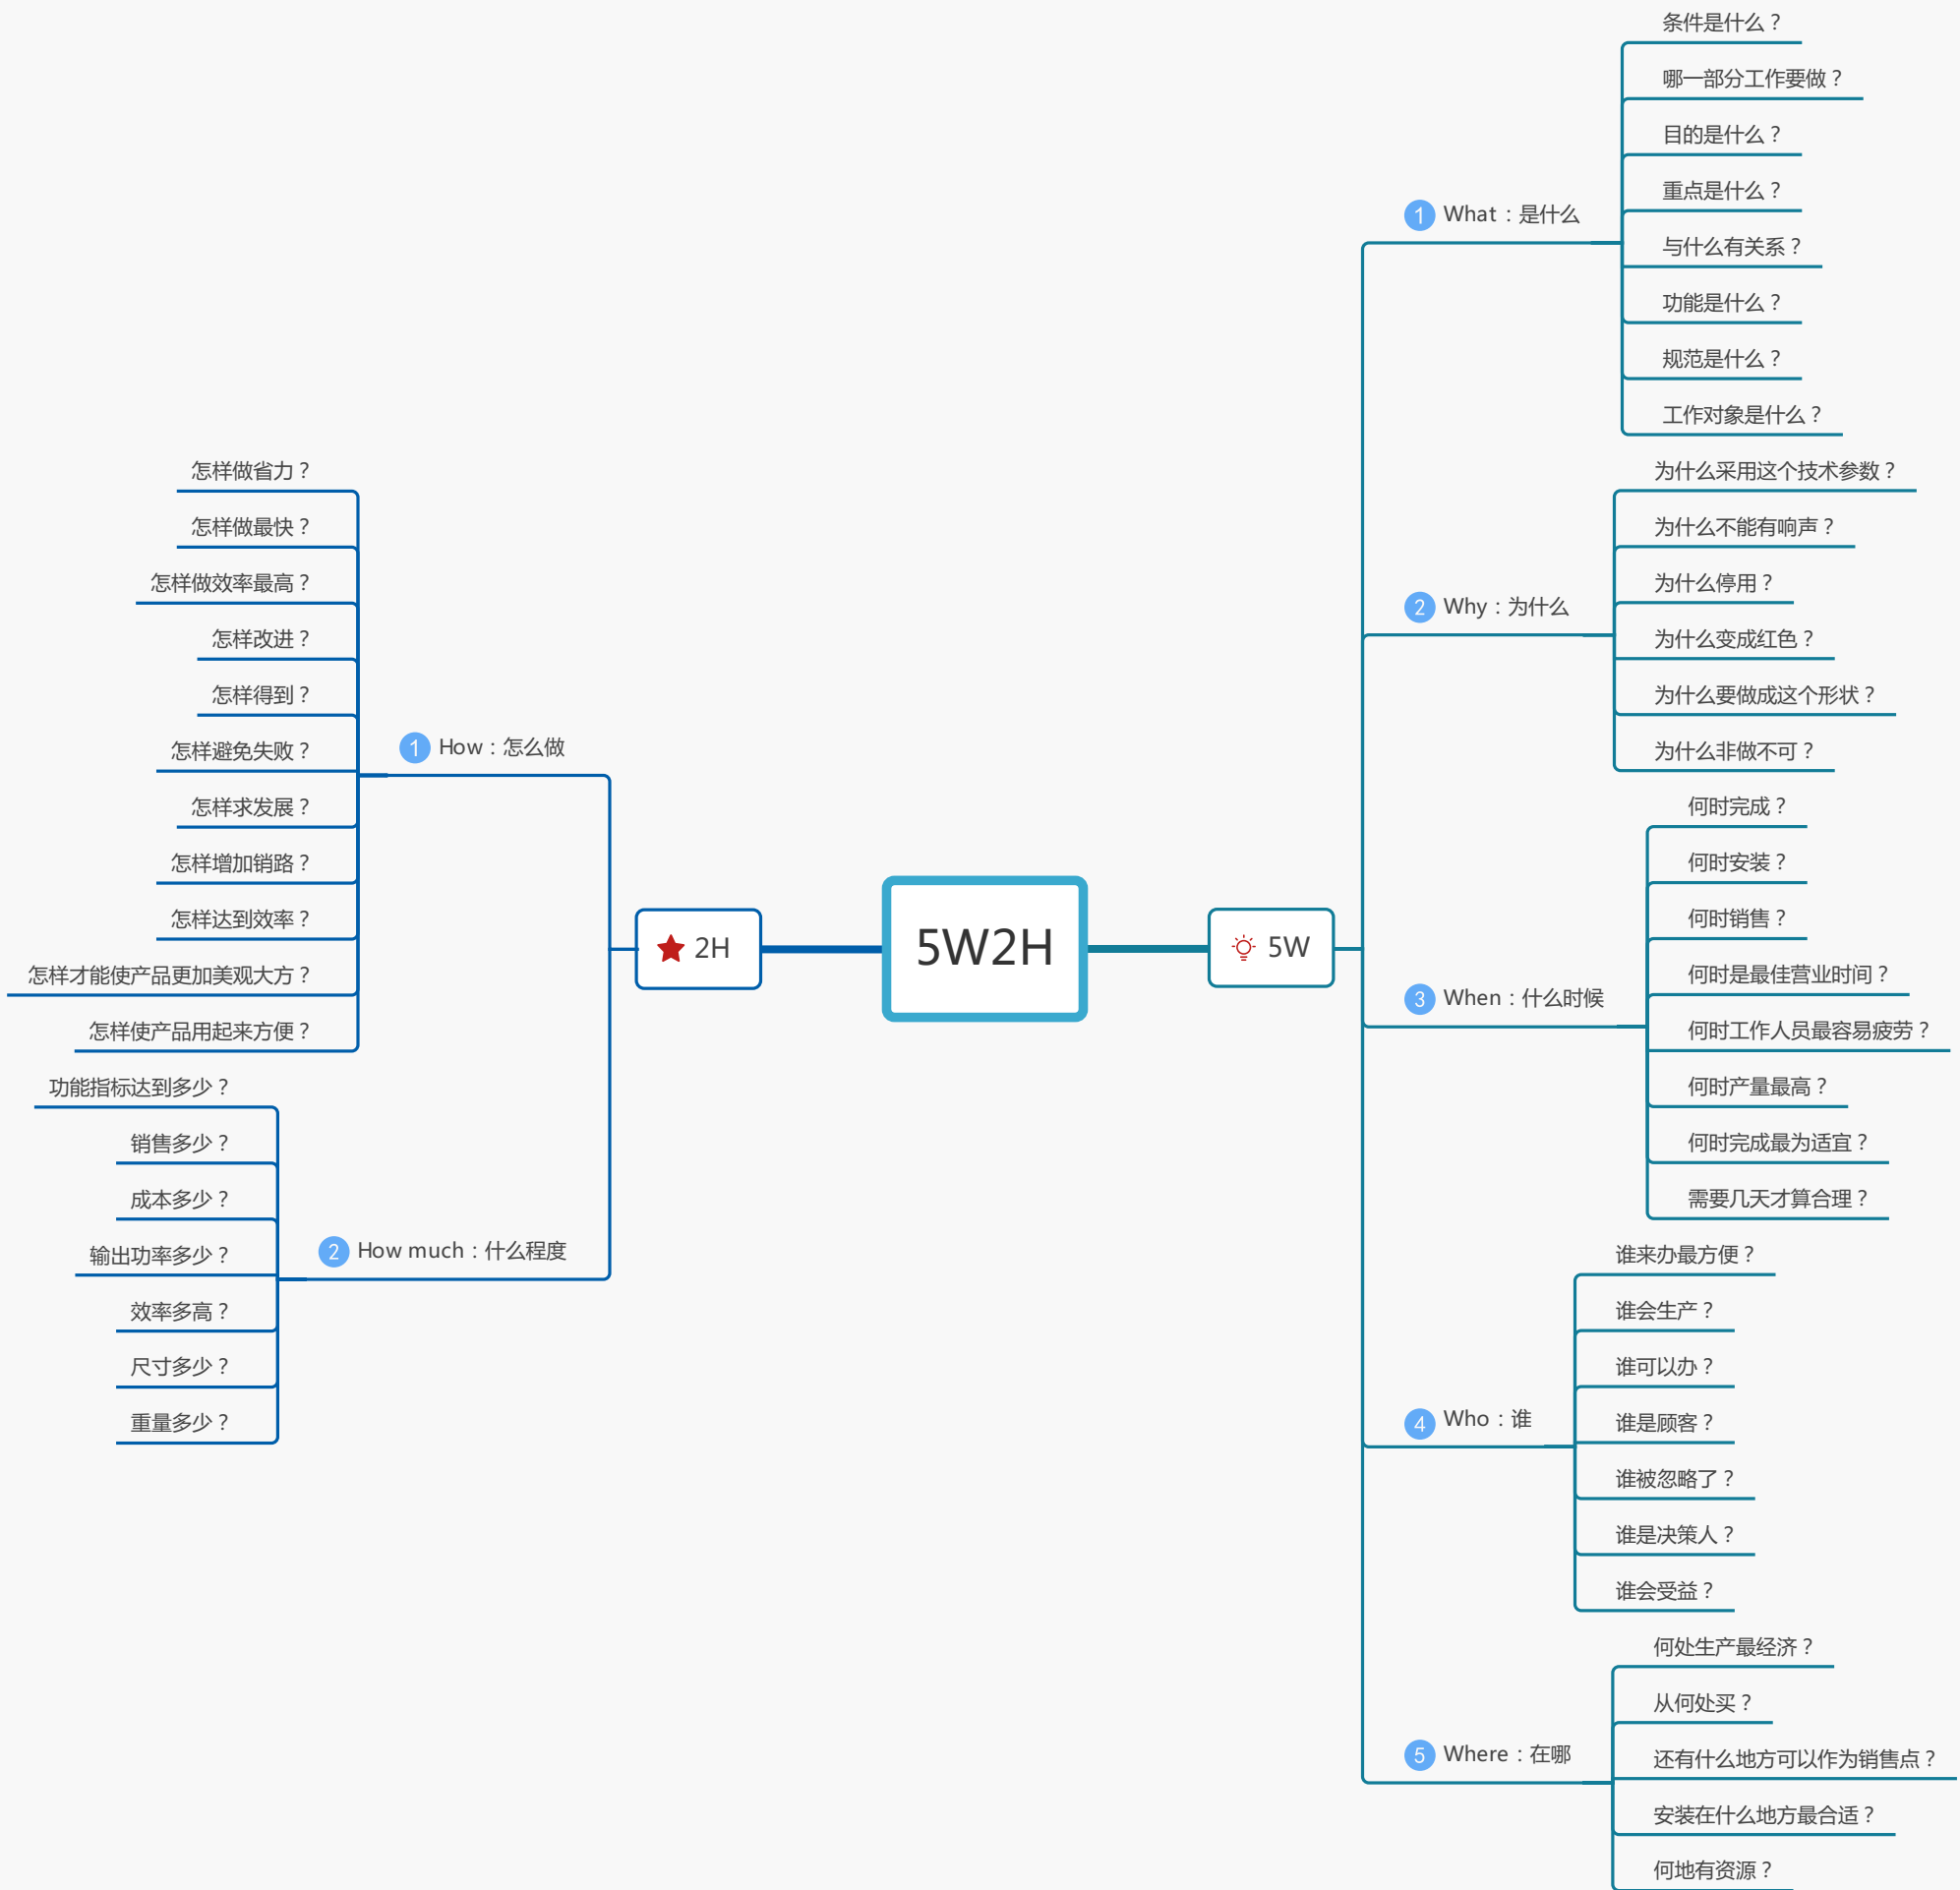 5W2H
5W
1 What：是什么
条件是什么？
哪一部分工作要做？
目的是什么？
重点是什么？
与什么有关系？
功能是什么？
规范是什么？
工作对象是什么？
2 Why：为什么
为什么采用这个技术参数？
为什么不能有响声？
为什么停用？
为什么变成红色？
为什么要做成这个形状？
为什么非做不可？
3 When：什么时候
何时完成？
何时安装？
何时销售？
何时是最佳营业时间？
何时工作人员最容易疲劳？
何时产量最高？
何时完成最为适宜？
需要几天才算合理？
4 Who：谁
谁来办最方便？
谁会生产？
谁可以办？
谁是顾客？
谁被忽略了？
谁是决策人？
谁会受益？
5 Where：在哪
何处生产最经济？
从何处买？
还有什么地方可以作为销售点？
安装在什么地方最合适？
何地有资源？
2H
1 How：怎么做
怎样做省力？
怎样做最快？
怎样做效率最高？
怎样改进？
怎样得到？
怎样避免失败？
怎样求发展？
怎样增加销路？
怎样达到效率？
怎样才能使产品更加美观大方？
怎样使产品用起来方便？
2 How much：什么程度
功能指标达到多少？
销售多少？
成本多少？
输出功率多少？
效率多高？
尺寸多少？
重量多少？